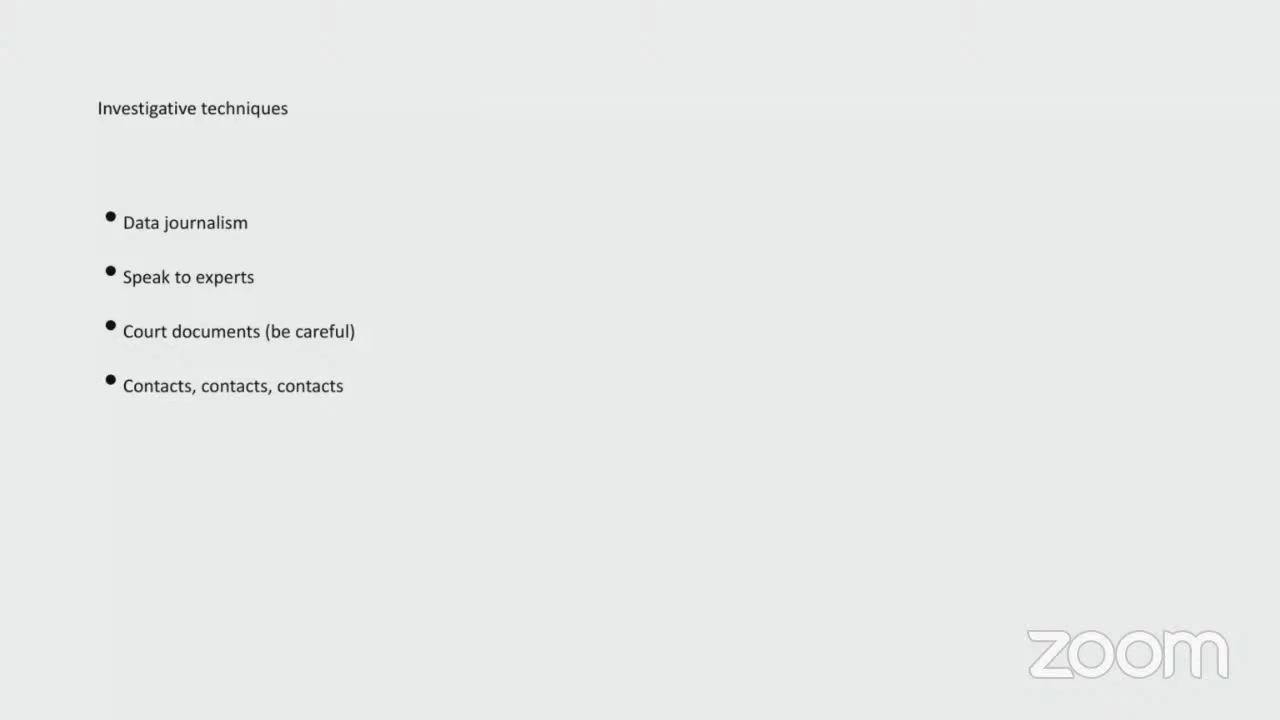 Investigative techniques
• Data journalism
• Speak to experts
• Court documents (be careful)
• Contacts, contacts, contacts
zoom